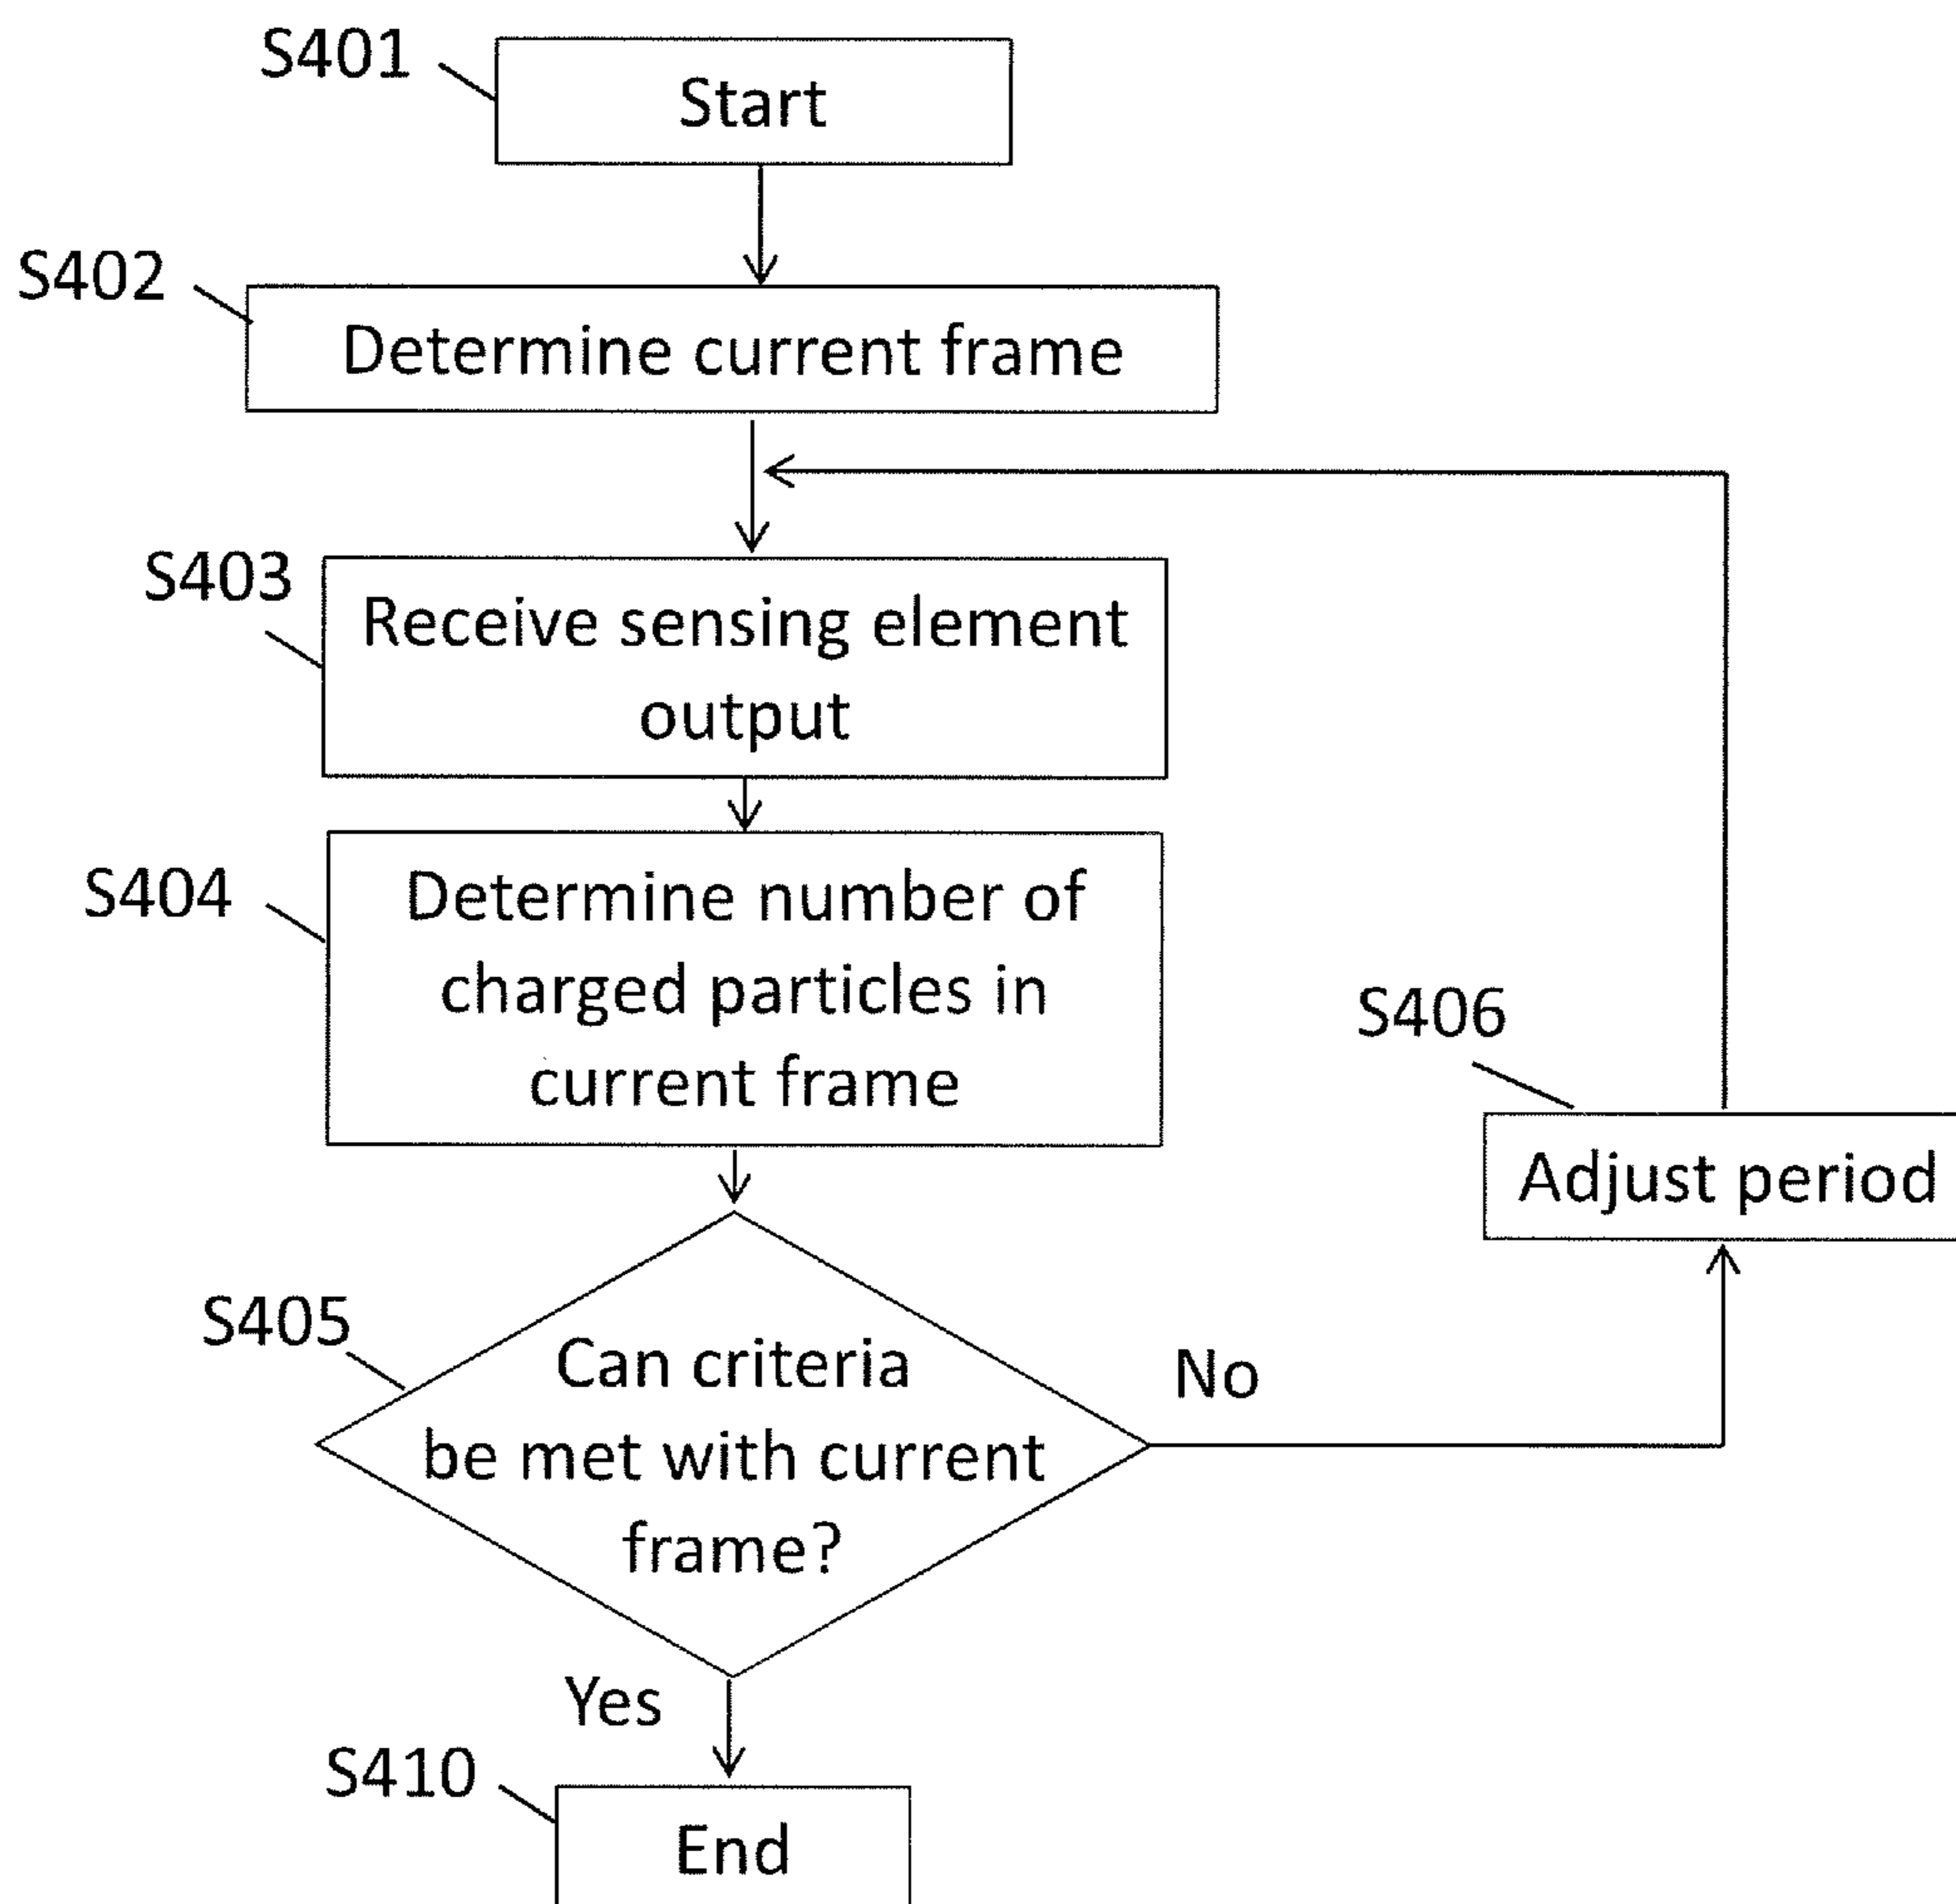 S401
Start
S402
Determine current frame
S403
Receive sensing element
output
S404
Determine number of
charged particles in
current frame
S406
Adjust period
S405
Can criteria
be met with current
frame?
No
Yes
S410
End